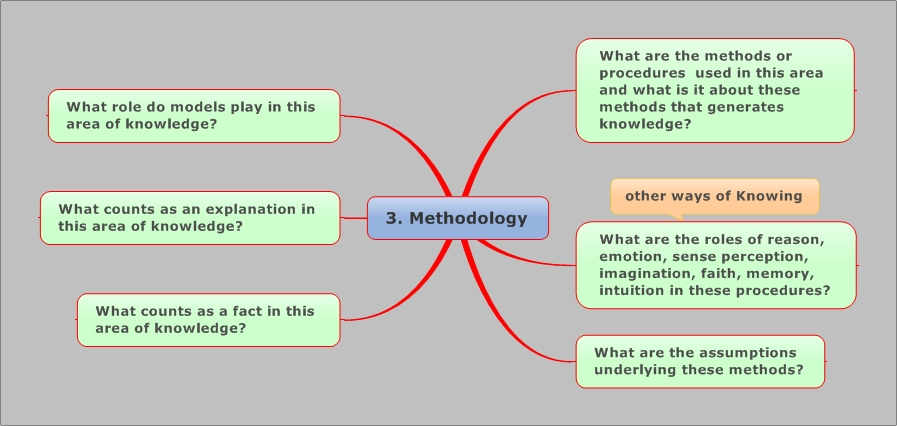 What are the methods or
procedures used in this area
and what is it about these
methods that generates
knowledge?
What role do models play in this
area of knowledge?
other ways of Knowing
What counts as an explanation in
this area of knowledge?
3. Methodology
What are the roles of reason,
emotion, sense perception,
imagination, faith, memory,
intuition in these procedures?
What counts as a fact in this
area of knowledge?
What are the assumptions
underlying these methods?